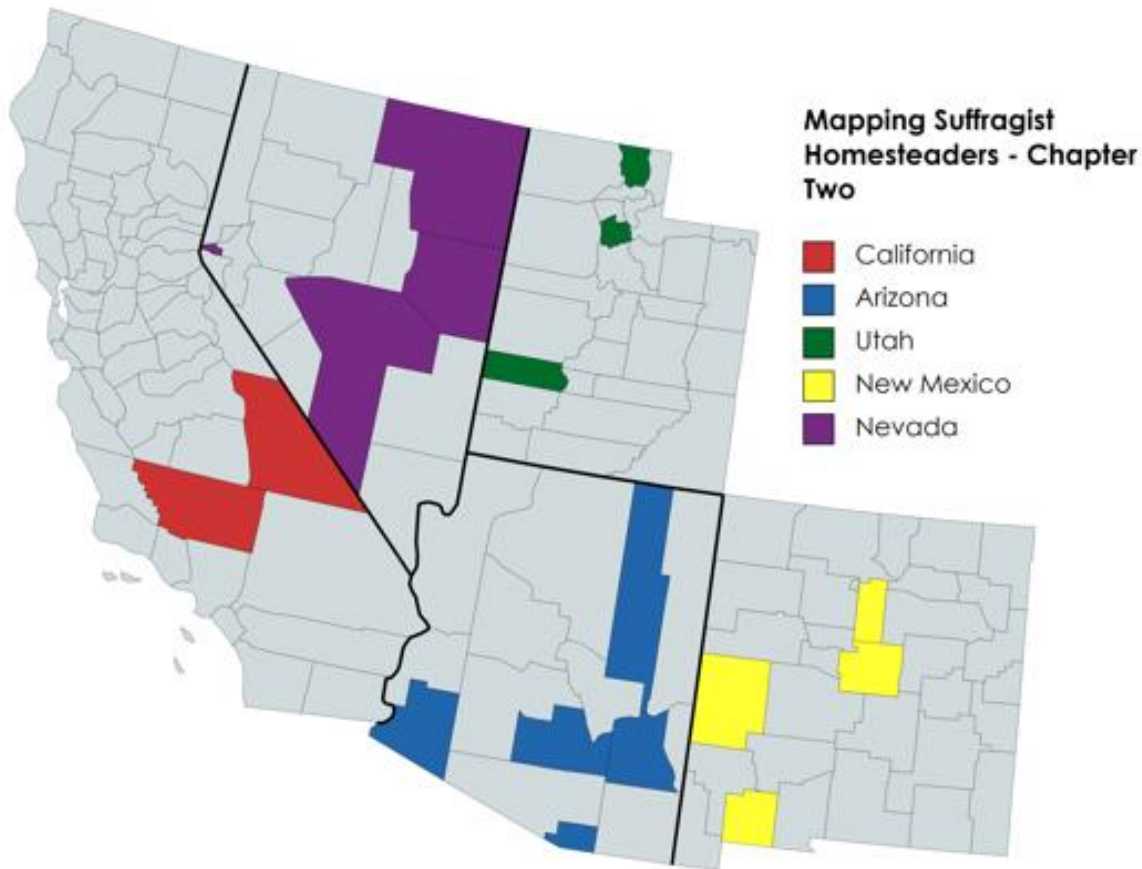 Mapping Suffragist
Homesteaders - Chapter
Two
California
Arizona
Utah
New Mexico
Nevada